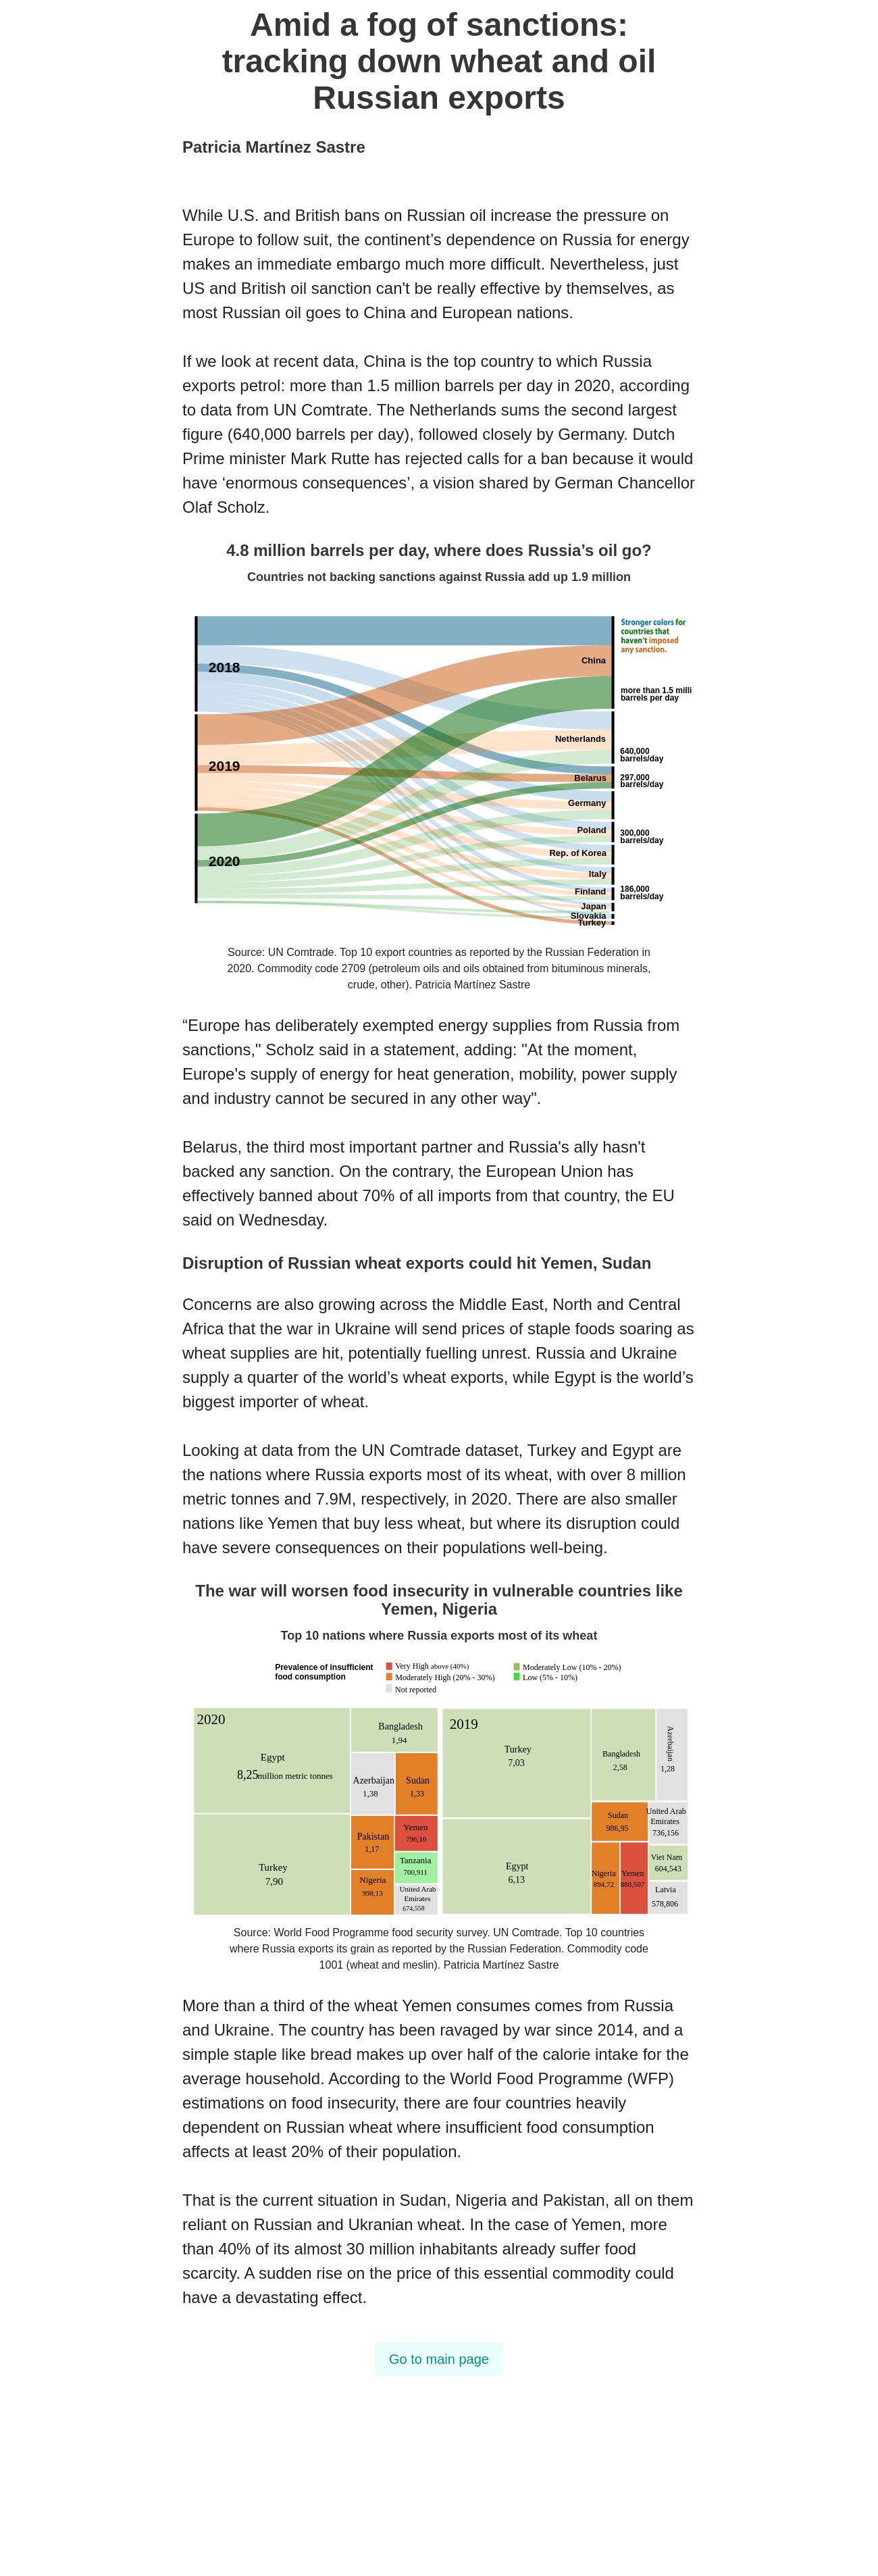 Amid a fog of sanctions:
tracking down wheat and oil
Russian exports
Patricia Martínez Sastre
While U.S. and British bans on Russian oil increase the pressure on
Europe to follow suit, the continent’s dependence on Russia for energy
makes an immediate embargo much more difficult. Nevertheless, just
US and British oil sanction can't be really effective by themselves, as
most Russian oil goes to China and European nations.
If we look at recent data, China is the top country to which Russia
exports petrol: more than 1.5 million barrels per day in 2020, according
to data from UN Comtrate. The Netherlands sums the second largest
figure (640,000 barrels per day), followed closely by Germany. Dutch
Prime minister Mark Rutte has rejected calls for a ban because it would
have ‘enormous consequences’, a vision shared by German Chancellor
Olaf Scholz.
4.8 million barrels per day, where does Russia’s oil go?
Countries not backing sanctions against Russia add up 1.9 million
Stronger colors for
countries that
haven't imposed
any sanction.
2018
China
more than 1.5 milli
barrels per day
Netherlands
640,000
barrels/day
2019
Belarus
297,000
barrels/day
Germany
Poland
300,000
barrels/day
Rep. of Korea
2020
Italy
Finland
186,000
barrels/day
Japan
Slovakia
Turkey
Source: UN Comtrade. Top 10 export countries as reported by the Russian Federation in
2020. Commodity code 2709 (petroleum oils and oils obtained from bituminous minerals,
crude, other). Patricia Martínez Sastre
“Europe has deliberately exempted energy supplies from Russia from
sanctions," Scholz said in a statement, adding: "At the moment,
Europe's supply of energy for heat generation, mobility, power supply
and industry cannot be secured in any other way".
Belarus, the third most important partner and Russia's ally hasn't
backed any sanction. On the contrary, the European Union has
effectively banned about 70% of all imports from that country, the EU
said on Wednesday.
Disruption of Russian wheat exports could hit Yemen, Sudan
Concerns are also growing across the Middle East, North and Central
Africa that the war in Ukraine will send prices of staple foods soaring as
wheat supplies are hit, potentially fuelling unrest. Russia and Ukraine
supply a quarter of the world’s wheat exports, while Egypt is the world’s
biggest importer of wheat.
Looking at data from the UN Comtrade dataset, Turkey and Egypt are
the nations where Russia exports most of its wheat, with over 8 million
metric tonnes and 7.9M, respectively, in 2020. There are also smaller
nations like Yemen that buy less wheat, but where its disruption could
have severe consequences on their populations well-being.
The war will worsen food insecurity in vulnerable countries like
Yemen, Nigeria
Top 10 nations where Russia exports most of its wheat
Prevalence of insufficient
food consumption
Very High above (40%)
Moderately High (20% - 30%)
Not reported
Moderately Low (10% - 20%)
Low (5% - 10%)
2020
Egypt
8,25million metric tonnes
Turkey
7,90
Bangladesh
1,94
Azerbaijan
1,38
Sudan
1,33
Pakistan
1,17
Yemen
796,10
Tanzania
700,911
Nigeria
998,13
United Arab
Emirates
674,558
2019
Turkey
7,03
Egypt
6,13
Bangladesh
2,58
Azerbaijan
1,28
Sudan
986,95
United Arab
Emirates
736,156
Nigeria
894,72
Yemen
880,507
Viet Nam
604,543
Latvia
578,806
Source: World Food Programme food security survey. UN Comtrade. Top 10 countries
where Russia exports its grain as reported by the Russian Federation. Commodity code
1001 (wheat and meslin). Patricia Martínez Sastre
More than a third of the wheat Yemen consumes comes from Russia
and Ukraine. The country has been ravaged by war since 2014, and a
simple staple like bread makes up over half of the calorie intake for the
average household. According to the World Food Programme (WFP)
estimations on food insecurity, there are four countries heavily
dependent on Russian wheat where insufficient food consumption
affects at least 20% of their population.
That is the current situation in Sudan, Nigeria and Pakistan, all on them
reliant on Russian and Ukranian wheat. In the case of Yemen, more
than 40% of its almost 30 million inhabitants already suffer food
scarcity. A sudden rise on the price of this essential commodity could
have a devastating effect.
Go to main page